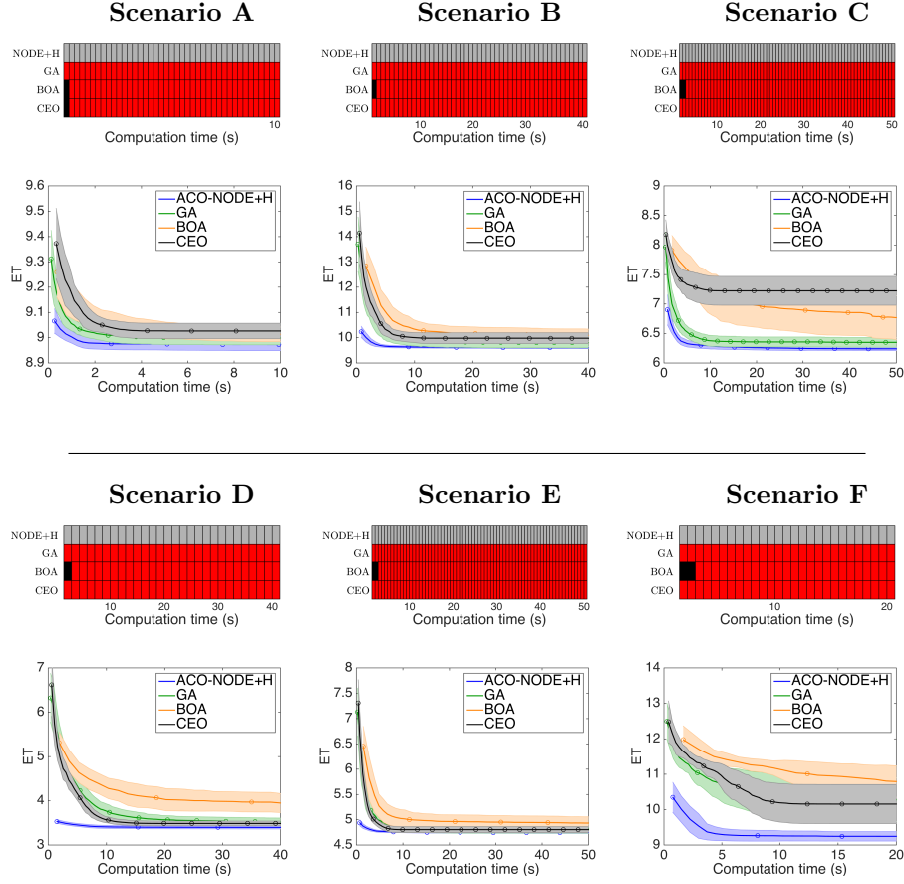 Scenario A
Scenario B
Scenario C
NODE+H
GA
BOA
CEO
10
Computation time (s)
NODE+H
GA
BOA
CEO
10 20 30 40
Computation time (s)
NODE+H
GA
BOA
CEO
10 20 30 40 50
Computation time (s)
9.6
9.5
9.4
9.3
9.2
9.1
9
8.9
ET
0 2 4 6 8 10
Computation time (s)
ACO-NODE+H
GA
BOA
CEO
16
15
14
13
12
11
10
9
ET
0 10 20 30 40
Computation time (s)
ACO-NODE+H
GA
BOA
CEO
9
8.5
8
7.5
7
6.5
6
ET
0 10 20 30 40 50
Computation time (s)
ACO-NODE+H
GA
BOA
CEO
Scenario D
Scenario E
Scenario F
NODE+H
GA
BOA
CEO
10 20 30 40
Computation time (s)
NODE+H
GA
BOA
CEO
10 20 30 40 50
Computation time (s)
NODE+H
GA
BOA
CEO
10 20
Computation time (s)
7
6
5
4
3
ET
0 10 20 30 40
Computation time (s)
ACO-NODE+H
GA
BOA
CEO
8
7.5
7
6.5
6
5.5
5
4.5
ET
0 10 20 30 40 50
Computation time (s)
ACO-NODE+H
GA
BOA
CEO
14
13
12
11
10
9
ET
0 5 10 15 20
Computation time (s)
ACO-NODE+H
GA
BOA
CEO